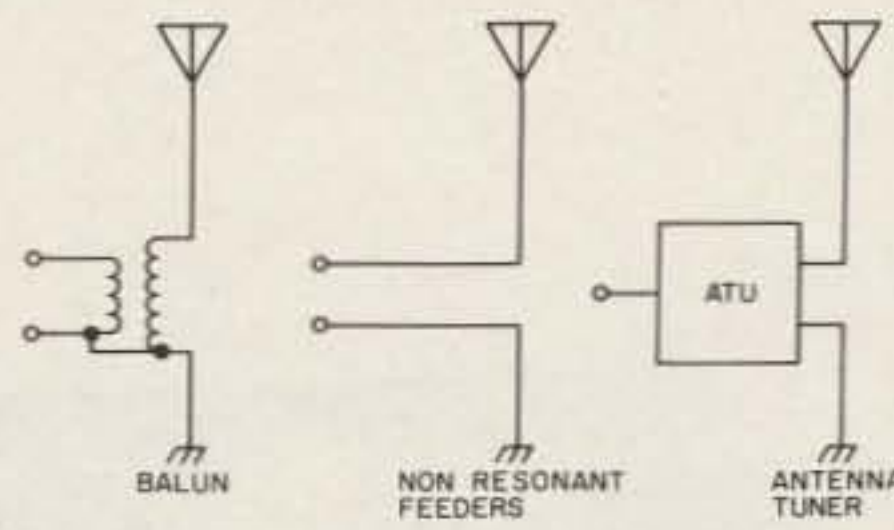 ATU
BALUN
NON RESONANT
FEEDERS
ANTENNA
TUNER